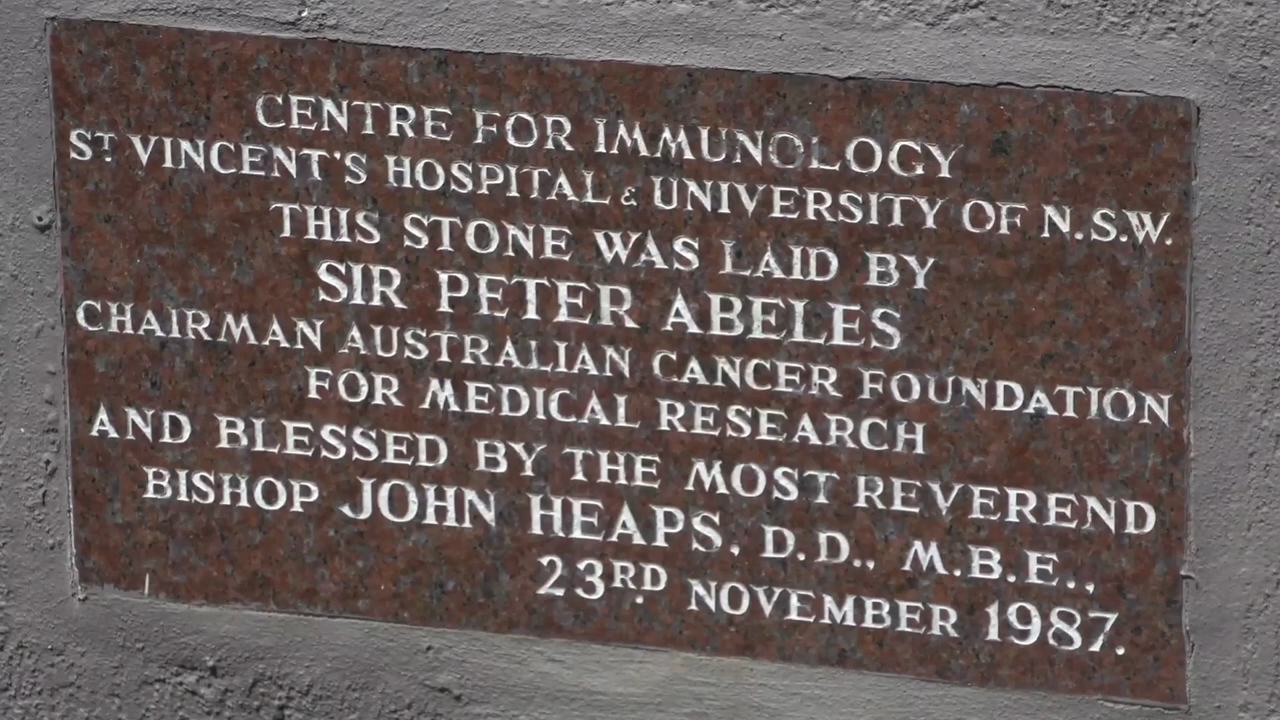 CENTRE FOR IMMUNOLOGY
ST VINCENT'S HOSPITAL & UNIVERSITY OF N.S.W.
THIS STONE WAS LAID BY
SIR PETER ABELES
CHAIRMAN AUSTRALIAN CANCER FOUNDATION
FOR MEDICAL RESEARCH
AND BLESSED BY THE MOST REVEREND
BISHOP JOHN HEAPS, D.D., M.B.E.,
23RD NOVEMBER 1987.